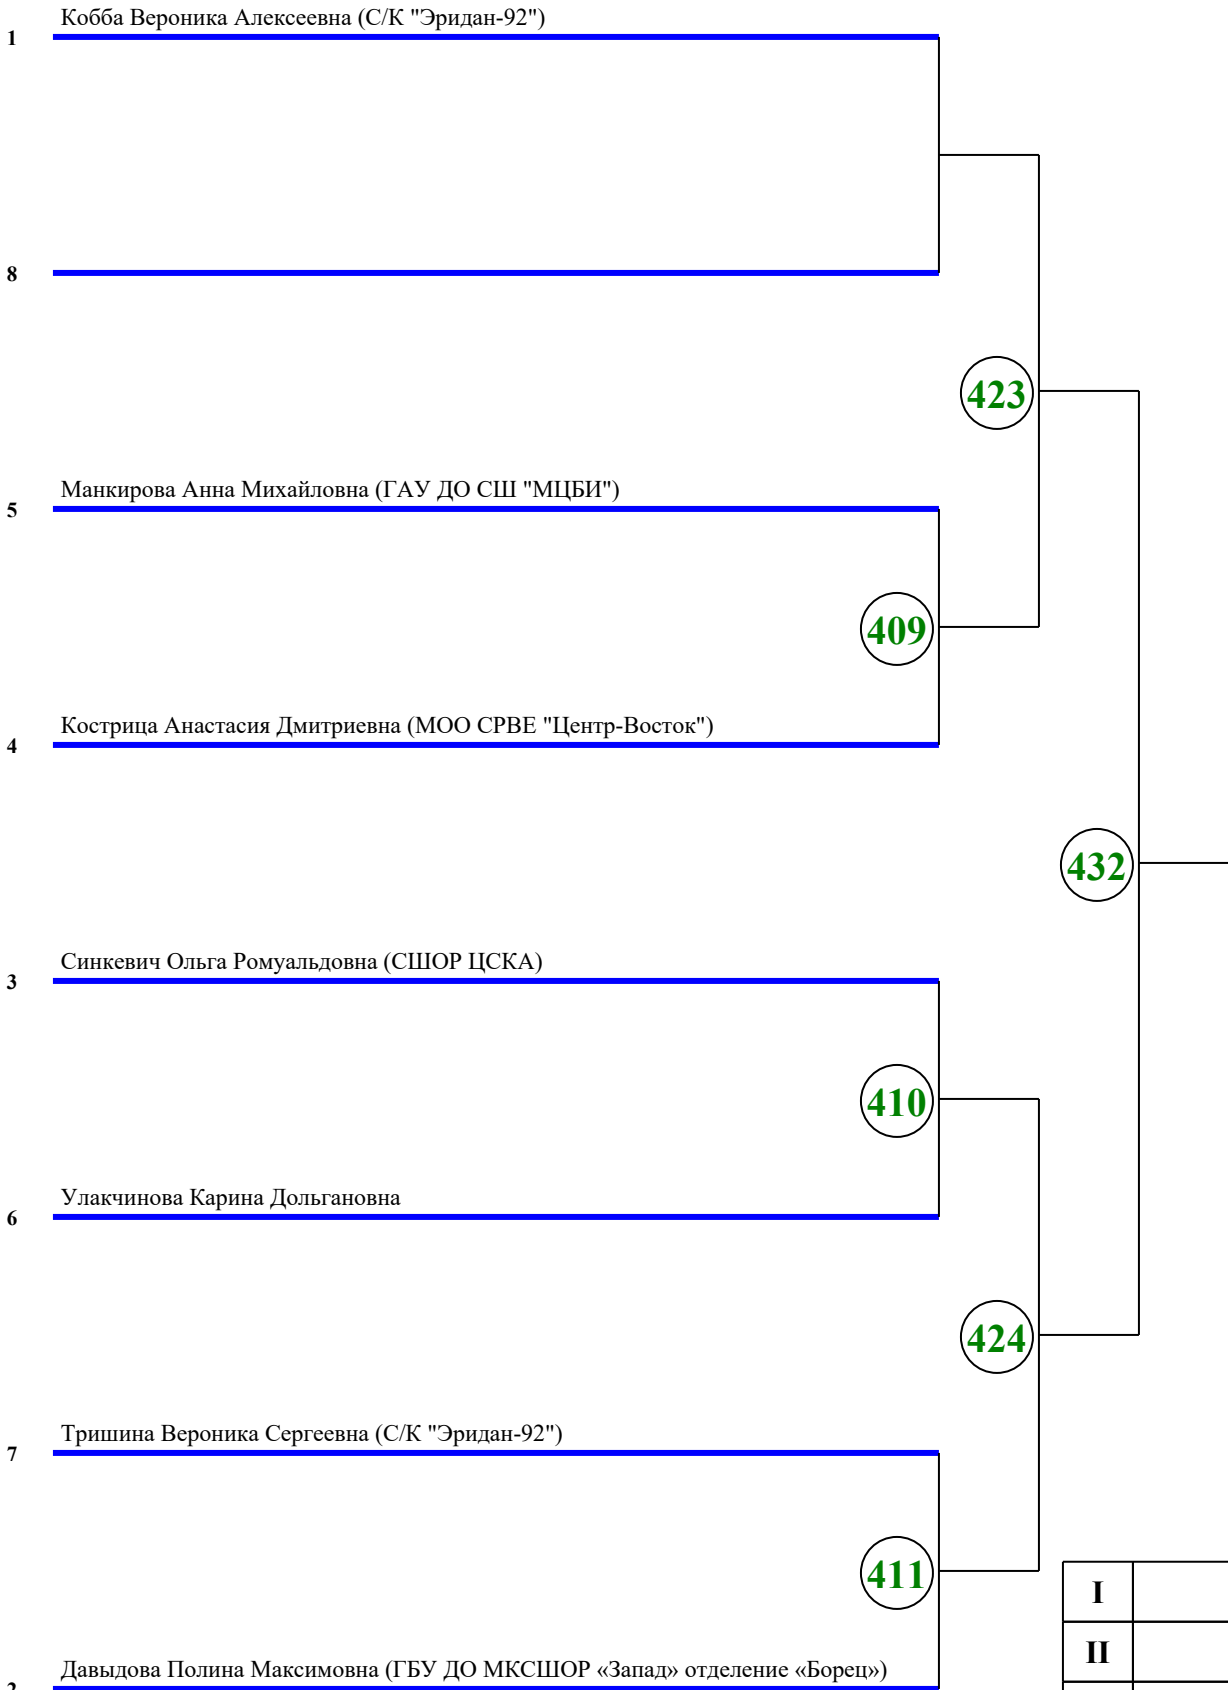 Кобба Вероника Алексеевна (С/К "Эридан-92")
1
8
423
Манкирова Анна Михайловна (ГАУ ДО СШ "МЦБИ")
5
409
Кострица Анастасия Дмитриевна (МОО СРВЕ "Центр-Восток")
4
432
Синкевич Ольга Ромуальдовна (СШОР ЦСКА)
3
410
Улакчинова Карина Дольгановна
6
424
Тришина Вероника Сергеевна (С/К "Эридан-92")
7
411
I
II
Давыдова Полина Максимовна (ГБУ ДО МКСШОР «Запад» отделение «Борец»)
2